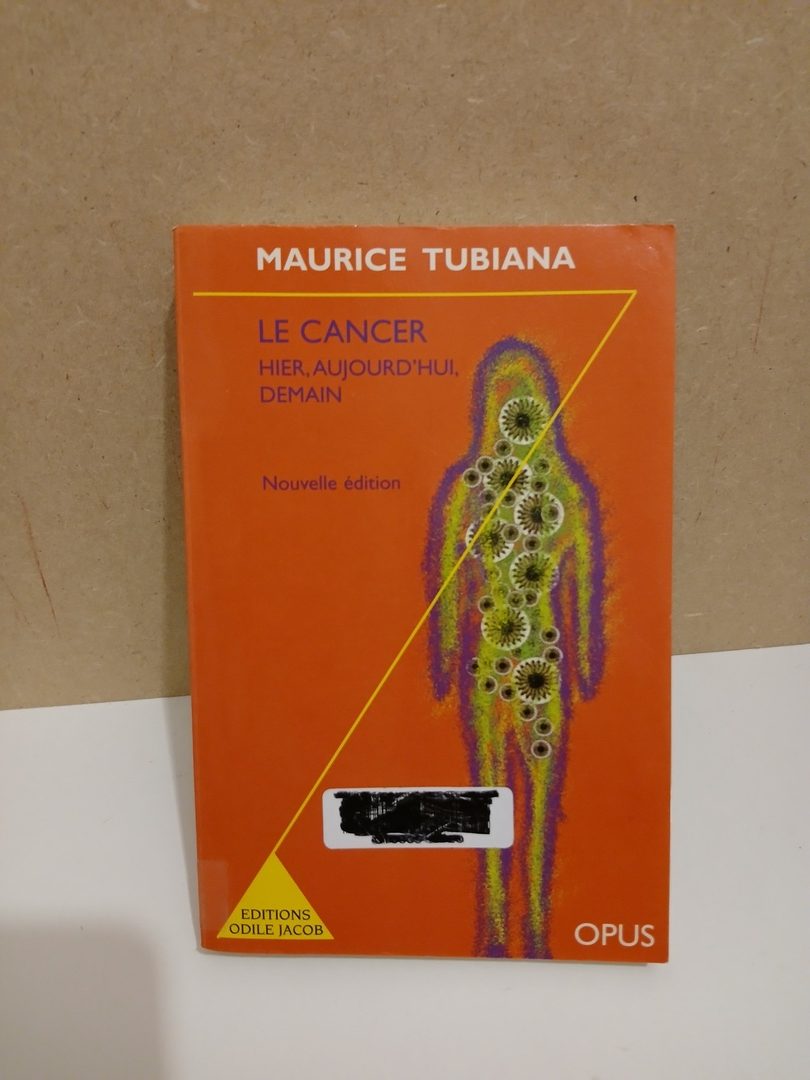 MAURICE TUBIANA
LE CANCER
HIER, AUJOURD'HUI,
DEMAIN
Nouvelle édition
EDITIONS
ODILE JACOB
OPUS